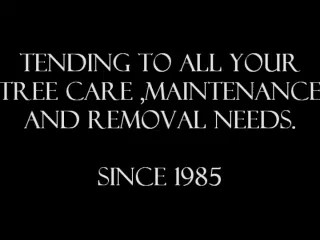 TENDING TO ALL YOUR
TREE CARE ,MAINTENANCE
AND REMOVAL NEEDS.
SINCE 1985